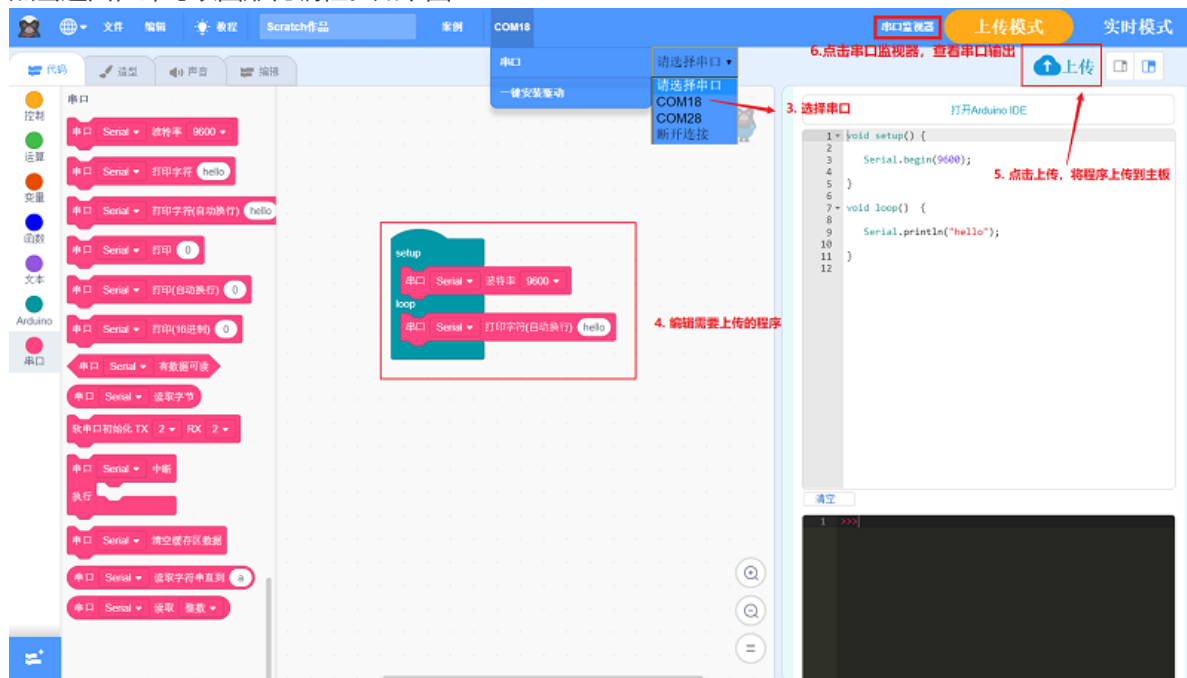 文件 编辑 教程 Scratch作品 案例 COM18 串口监视器 上传模式 实时模式
6.点击串口监视器，查看串口输出
代码 造型 声音 编辑
串口 请选择串口
一键安装驱动
请选择串口
COM18
COM28
断开连接
3. 选择串口
上传
打开Arduino IDE
5. 点击上传，将程序上传到主板
控制
运算
变量
函数
文本
Arduino
串口
串口
串口 Serial 波特率 9600
串口 Serial 打印字符 hello
串口 Serial 打印字符(自动换行) hello
串口 Serial 打印 0
串口 Serial 打印(自动换行) 0
串口 Serial 打印(16进制) 0
串口 Serial 有数据可读
串口 Serial 读取字节
软串口初始化 TX 2 RX 2
串口 Serial 中断
执行
串口 Serial 清空缓存区数据
串口 Serial 读取字符串直到 a
串口 Serial 读取 整数
setup
串口 Serial 波特率 9600
loop
串口 Serial 打印字符(自动换行) hello
4. 编辑需要上传的程序
1 void setup() {
2
3 Serial.begin(9600);
4
5 }
6
7 void loop() {
8
9 Serial.println("hello");
10
11 }
12
清空
1 >>>